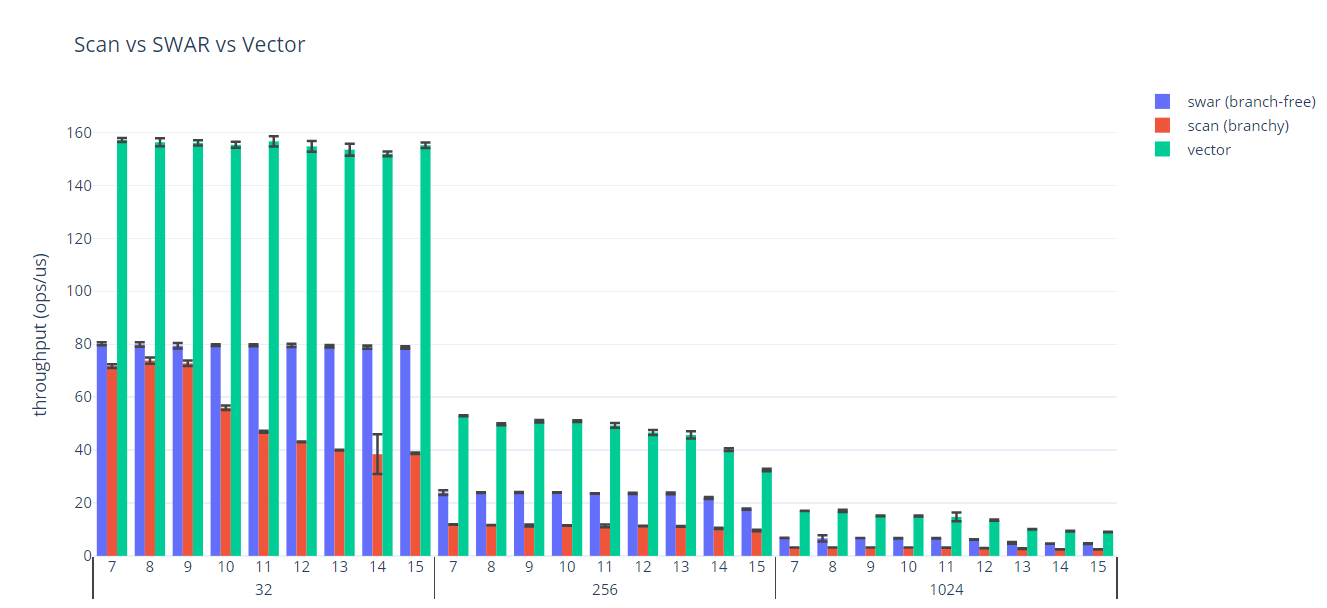 Scan vs SWAR vs Vector
swar (branch-free)
scan (branchy)
vector
throughput (ops/us)
160
140
120
100
80
60
40
20
0
7 8 9 10 11 12 13 14 15 7 8 9 10 11 12 13 14 15 7 8 9 10 11 12 13 14 15
32 256 1024